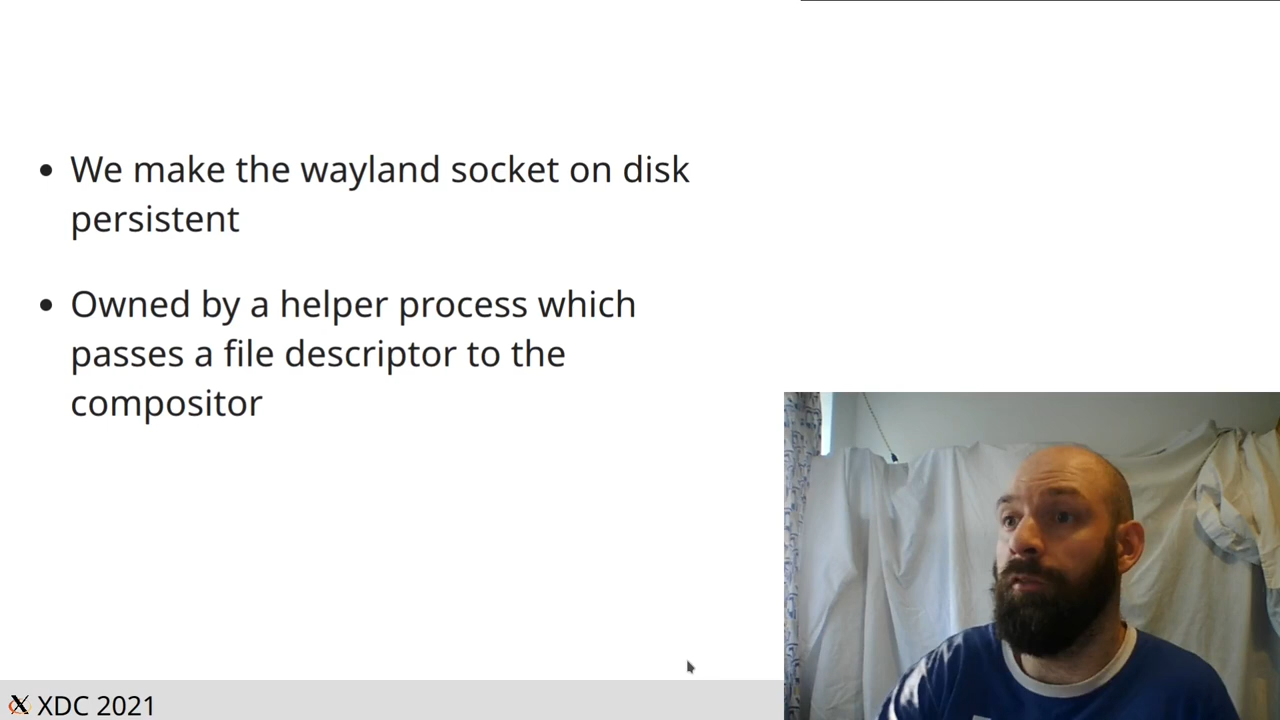 We make the wayland socket on disk
persistent
Owned by a helper process which
passes a file descriptor to the
compositor
XDC 2021